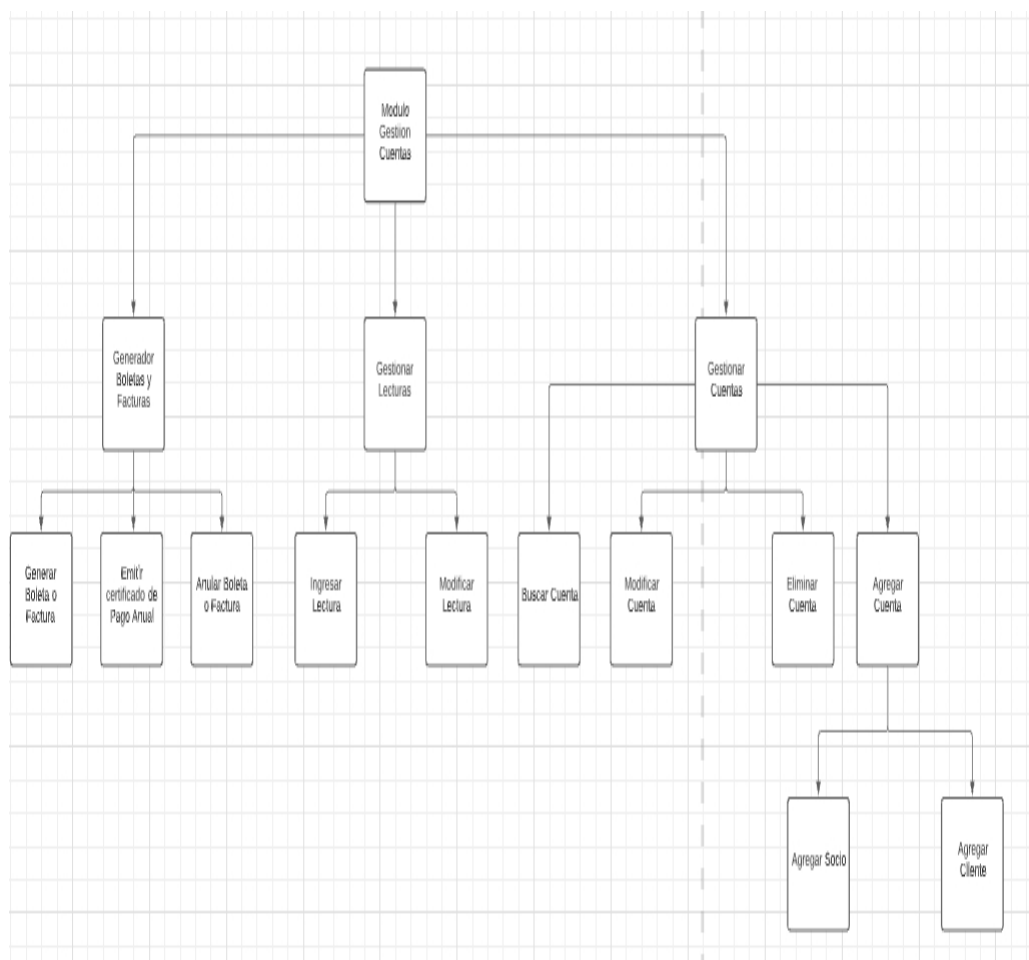 Modulo
Gestion
Cuentas
Generador
Boletas y
Facturas
Gestionar
Lecturas
Gestionar
Cuentas
Generar
Boleta o
Factura
Emitir
certificado de
Pago Anual
Anular Boleta
o Factura
Ingresar
Lectura
Modificar
Lectura
Buscar Cuenta
Modificar
Cuenta
Eliminar
Cuenta
Agregar
Cuenta
Agregar Socio
Agregar
Cliente